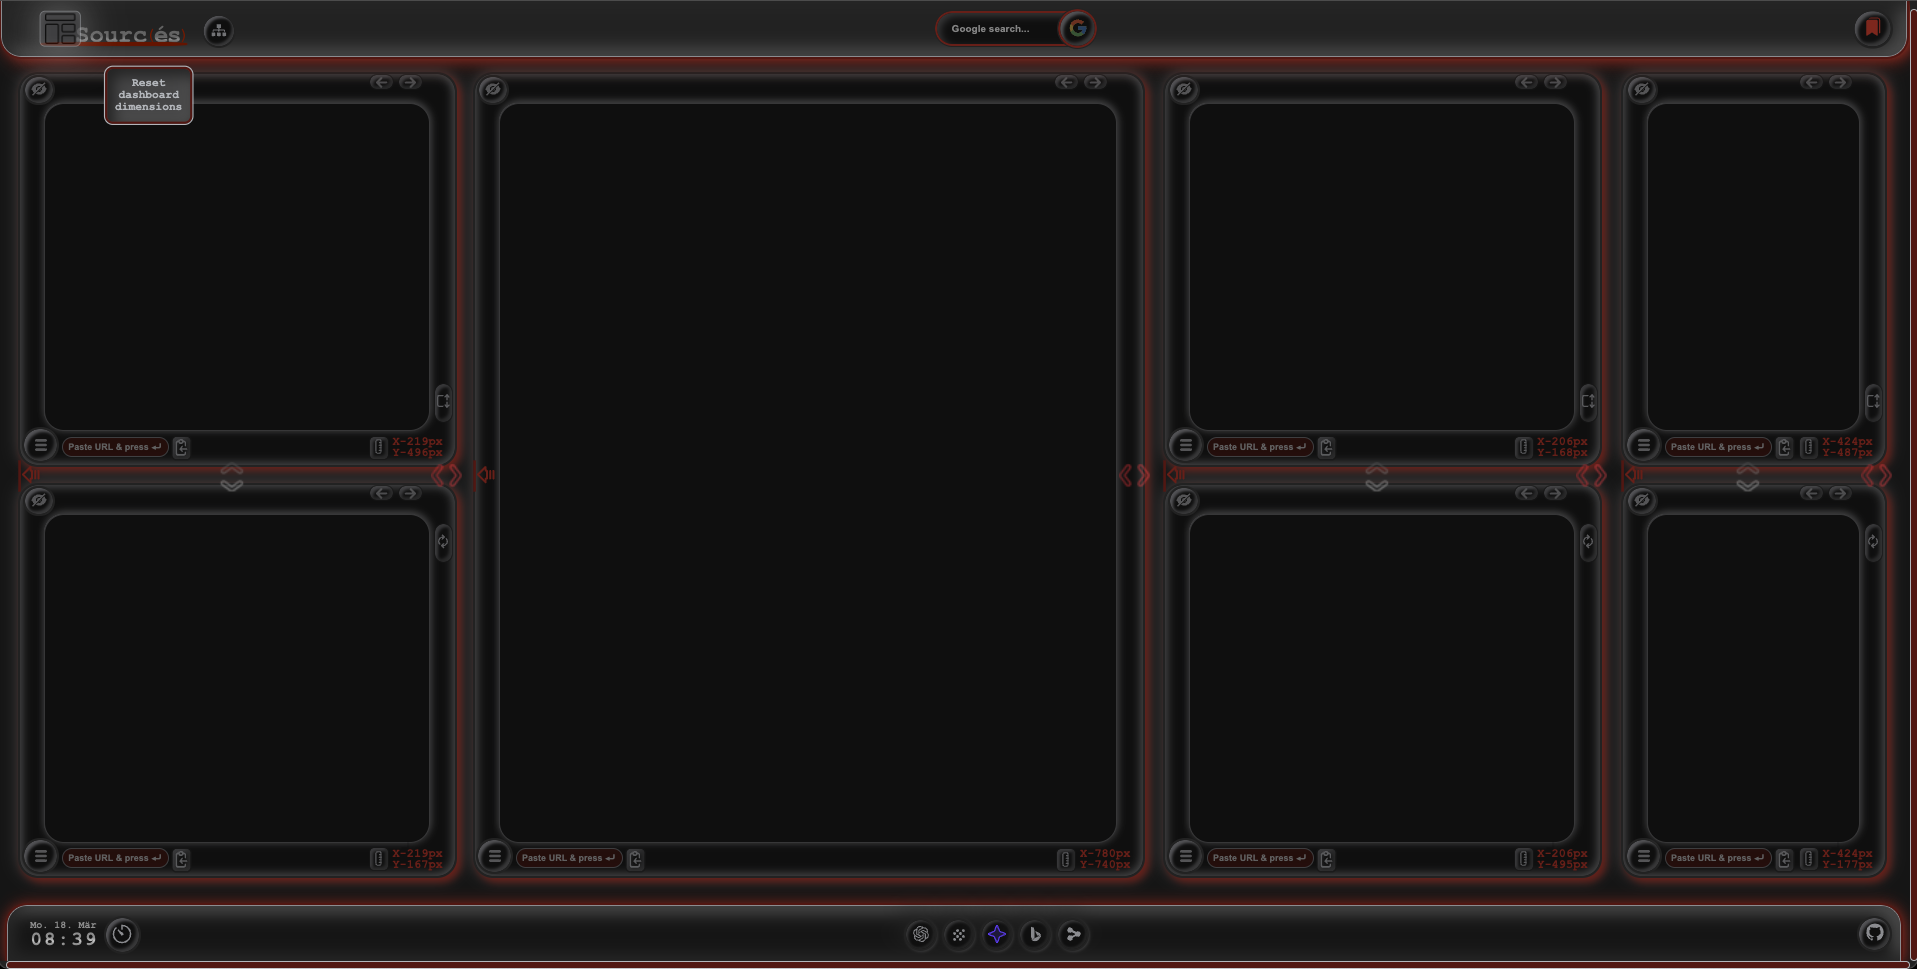 Sourc(és)
Google search...
Reset
dashboard
dimensions
Paste URL & press
X-219px
Y-496px
Paste URL & press
X-206px
Y-168px
Paste URL & press
X-424px
Y-487px
Paste URL & press
X-219px
Y-167px
Paste URL & press
X-780px
Y-740px
Paste URL & press
X-206px
Y-495px
Paste URL & press
X-424px
Y-177px
Mo. 18. Mär
08:39